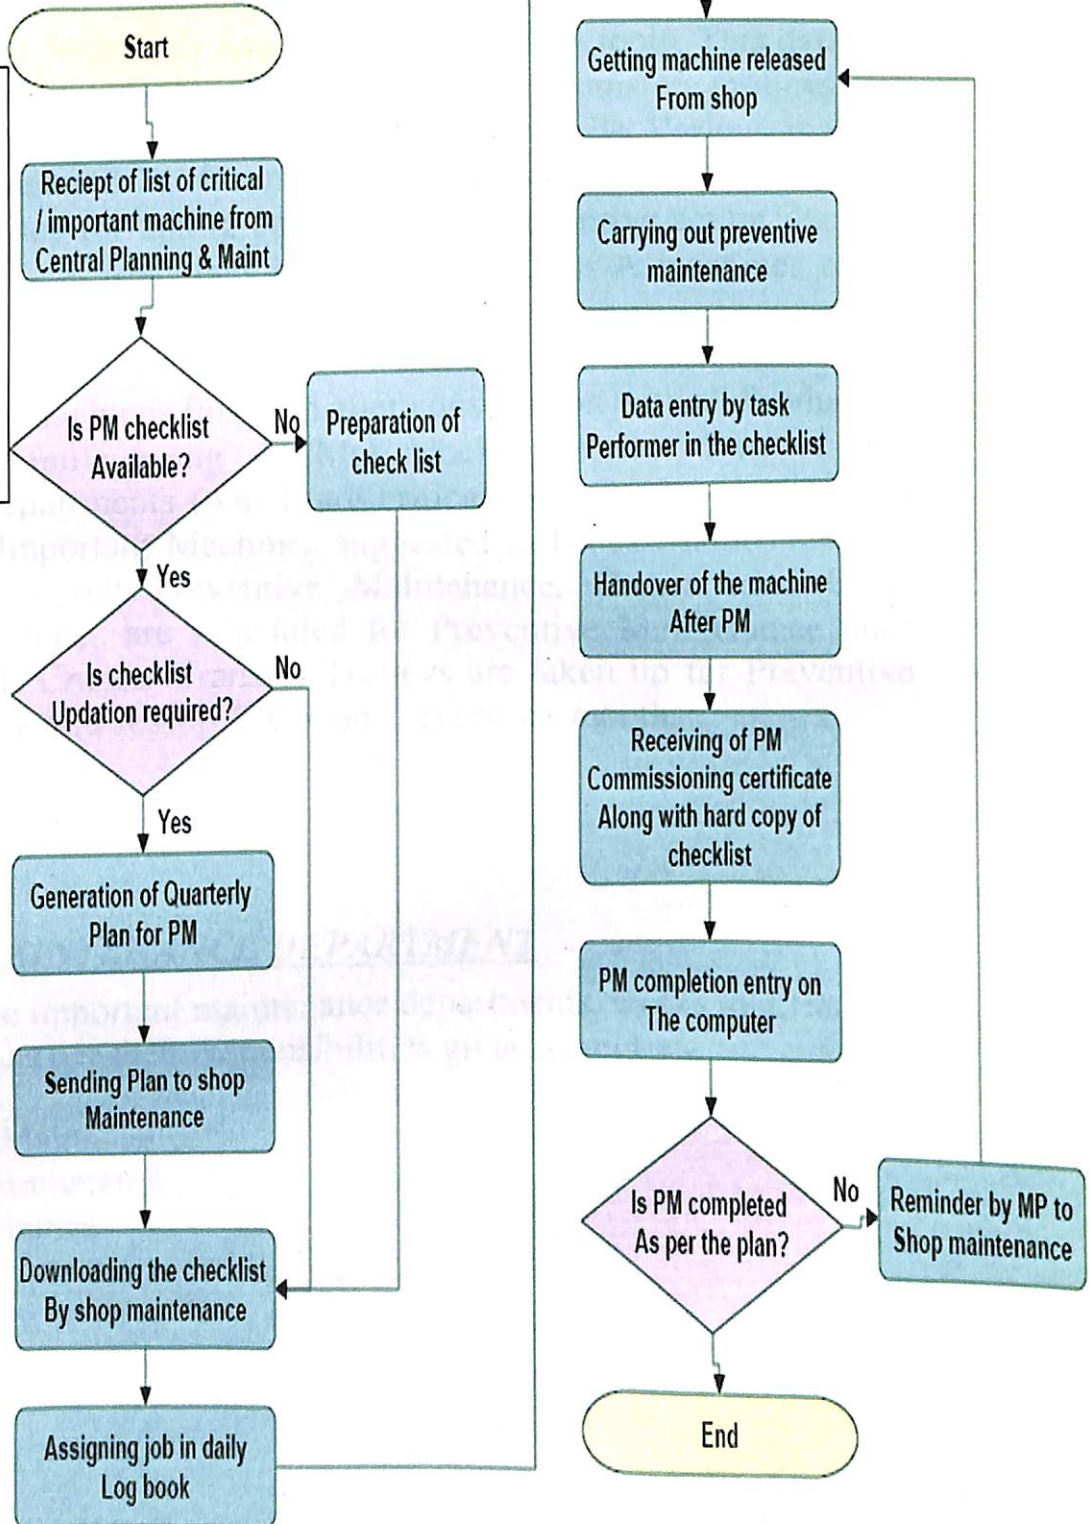 Start
Reciept of list of critical
/ important machine from
Central Planning & Maint
Is PM checklist
Available?
No
Preparation of
check list
Yes
Is checklist
Updation required?
No
Yes
Generation of Quarterly
Plan for PM
Sending Plan to shop
Maintenance
Downloading the checklist
By shop maintenance
Assigning job in daily
Log book
Getting machine released
From shop
Carrying out preventive
maintenance
Data entry by task
Performer in the checklist
Handover of the machine
After PM
Receiving of PM
Commissioning certificate
Along with hard copy of
checklist
PM completion entry on
The computer
Is PM completed
As per the plan?
No
Reminder by MP to
Shop maintenance
End